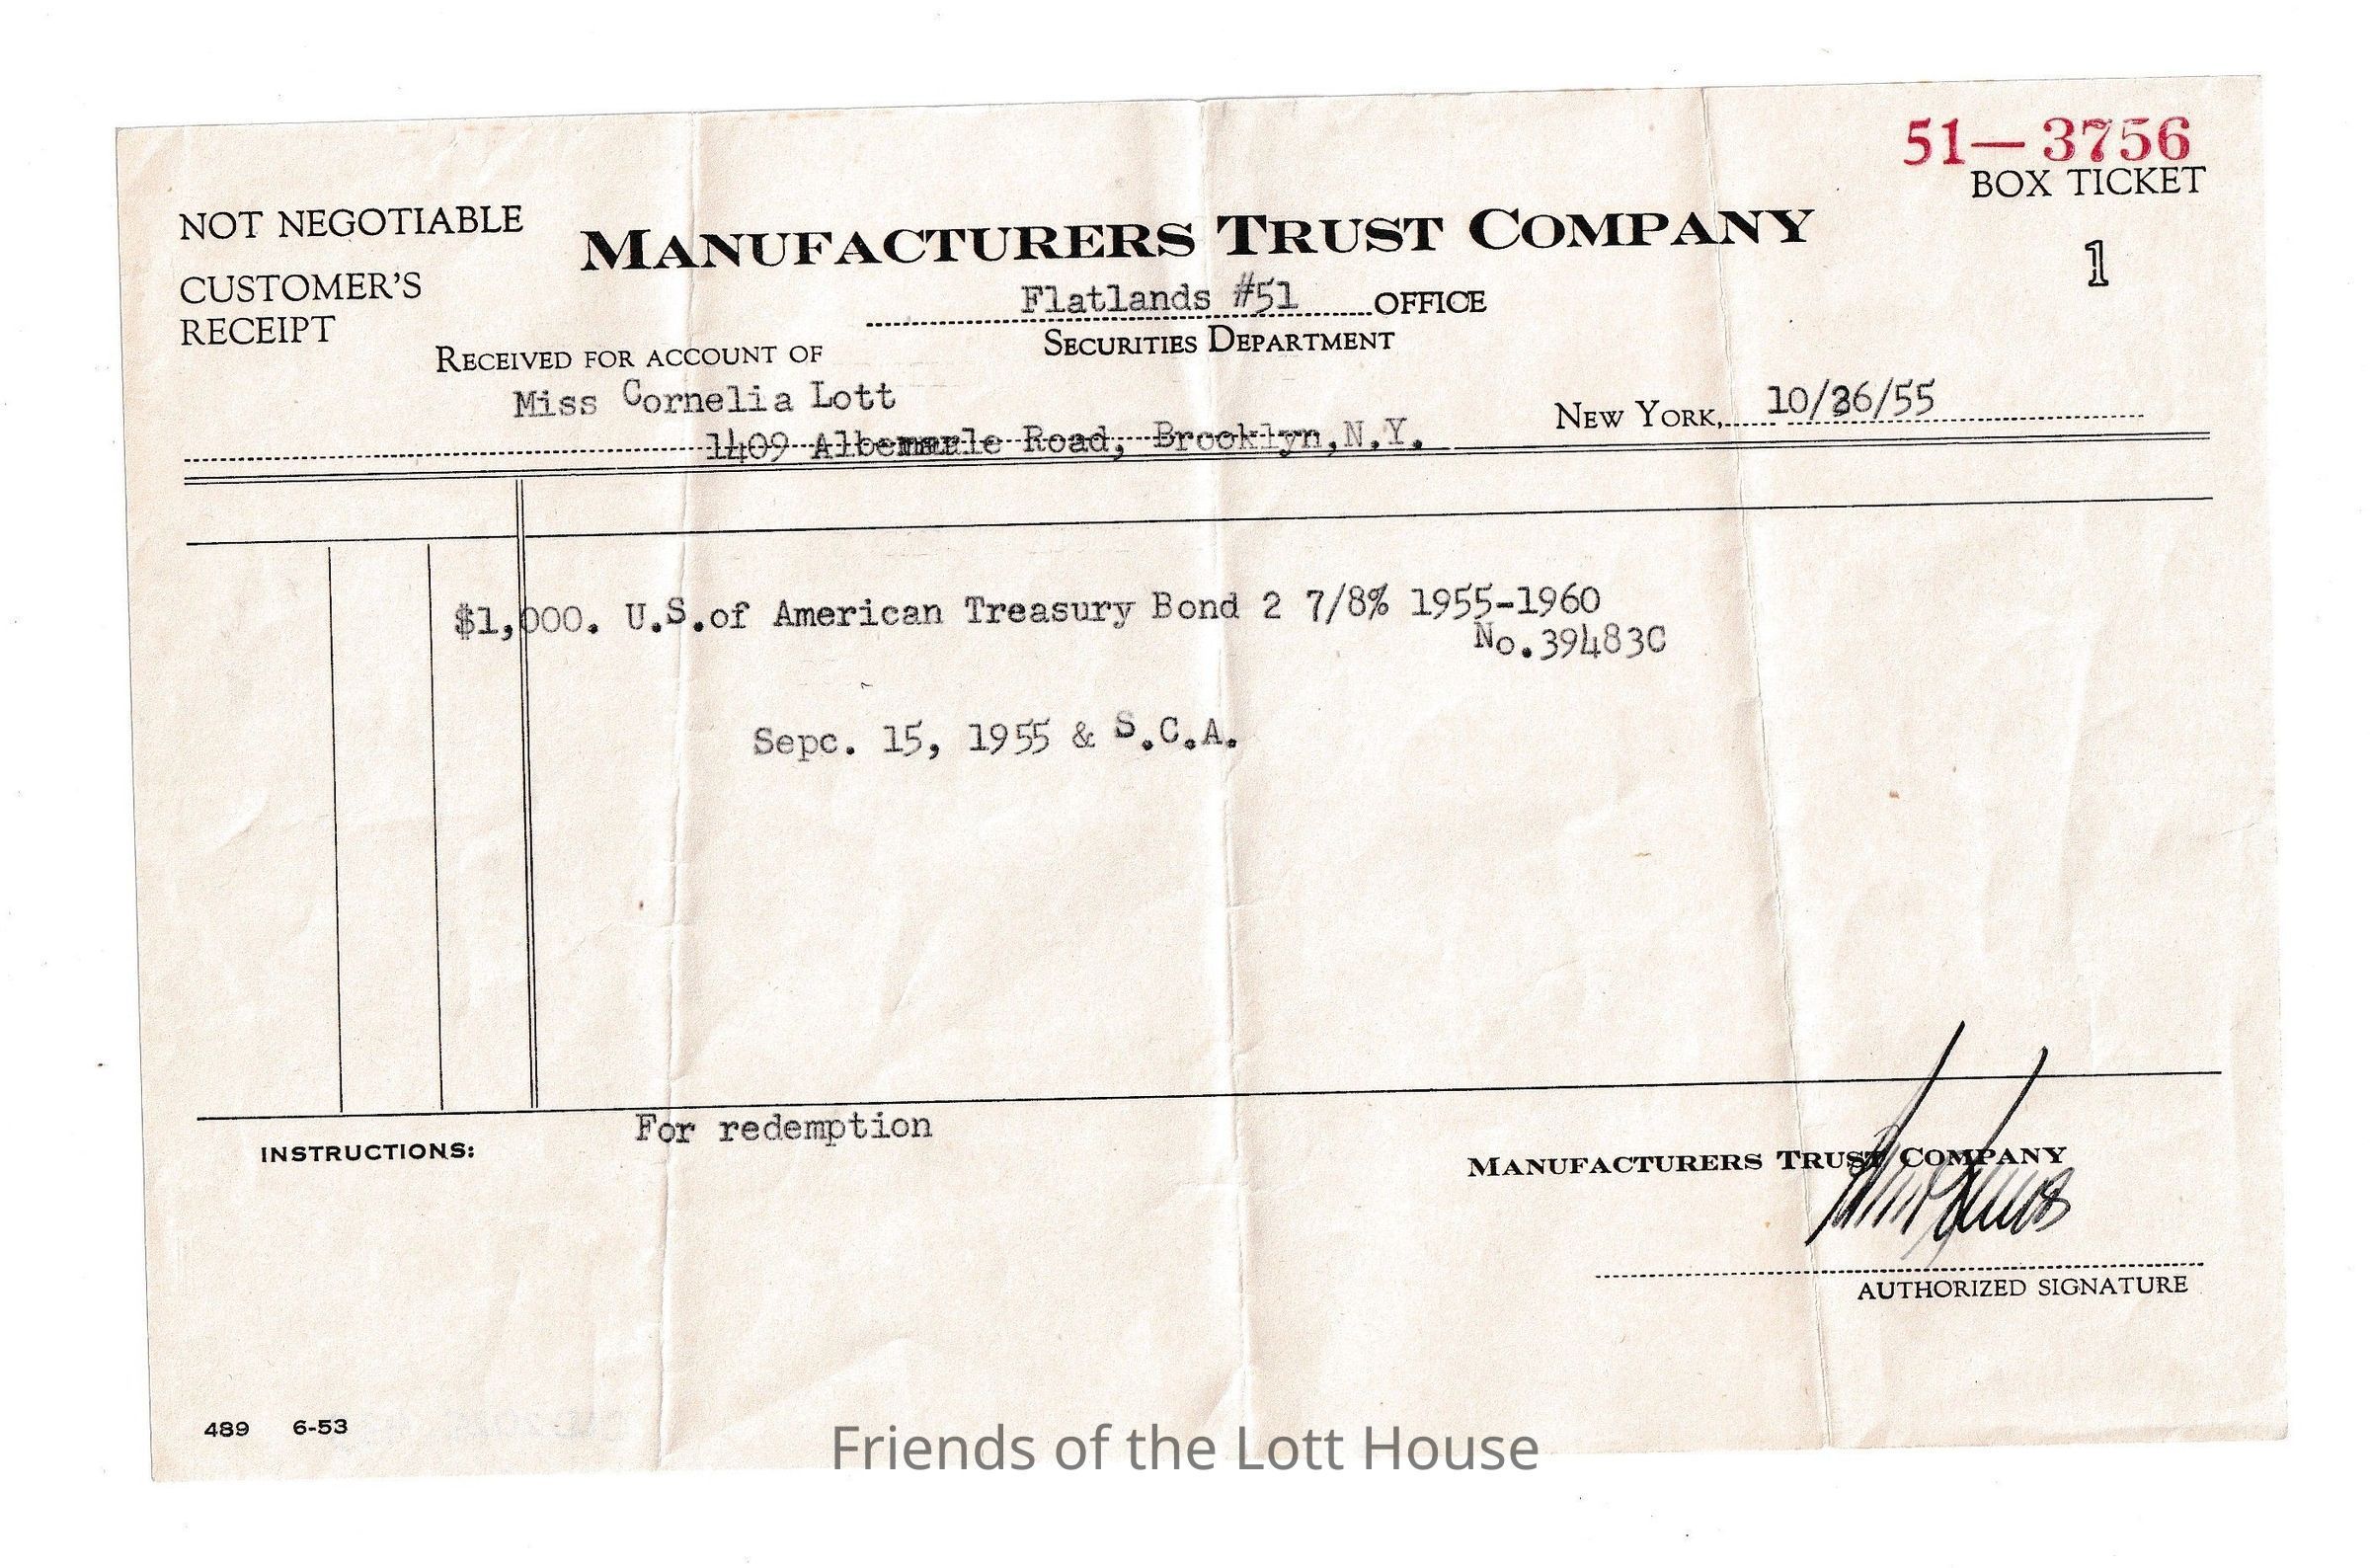 51—3756
BOX TICKET
NOT NEGOTIABLE
MANUFACTURERS TRUST COMPANY
1
CUSTOMER'S
RECEIPT
Flatlands #51 OFFICE
SECURITIES DEPARTMENT
RECEIVED FOR ACCOUNT OF
Miss Cornelia Lott
NEW YORK, 10/26/55
1409 Albemarle Road, Brooklyn,N.Y.
$1,000. U.S.of American Treasury Bond 2 7/8% 1955-1960
No.39483C
Sepc. 15, 1955 & S.C.A.
For redemption
INSTRUCTIONS:
MANUFACTURERS TRUST COMPANY
AUTHORIZED SIGNATURE
489 6-53
Friends of the Lott House